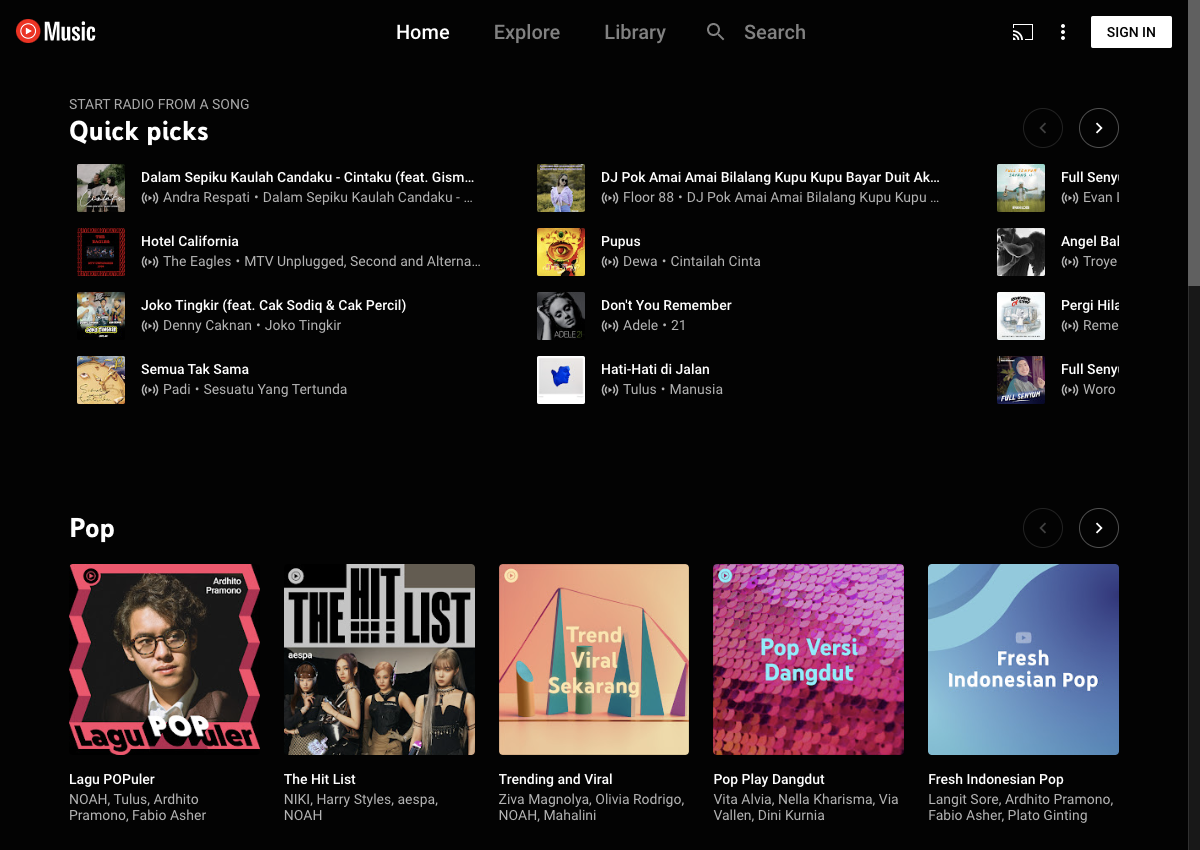 Music
Home
Explore
Library
Search
SIGN IN
START RADIO FROM A SONG
Quick picks
Dalam Sepiku Kaulah Candaku - Cintaku (feat. Gism...
Andra Respati • Dalam Sepiku Kaulah Candaku - ...
Hotel California
The Eagles • MTV Unplugged, Second and Alterna...
Joko Tingkir (feat. Cak Sodiq & Cak Percil)
Denny Caknan • Joko Tingkir
Semua Tak Sama
Padi • Sesuatu Yang Tertunda
DJ Pok Amai Amai Bilalang Kupu Kupu Bayar Duit Ak...
Floor 88 • DJ Pok Amai Amai Bilalang Kupu Kupu ...
Pupus
Dewa • Cintailah Cinta
Don't You Remember
Adele • 21
ADELE 21
Hati-Hati di Jalan
Tulus • Manusia
Full Seny
Evan
Angel Bal
Troye
Pergi Hila
Reme
Full Seny
Woro
FULL SENYUM
Pop
Ardhito
Pramono
Lagu POPuler
THE HIT LIST
aespa
Trend
Viral
Sekarang
Pop Versi
Dangdut
Fresh
Indonesian Pop
Lagu POPuler
NOAH, Tulus, Ardhito
Pramono, Fabio Asher
The Hit List
NIKI, Harry Styles, aespa,
NOAH
Trending and Viral
Ziva Magnolya, Olivia Rodrigo,
NOAH, Mahalini
Pop Play Dangdut
Vita Alvia, Nella Kharisma, Via
Vallen, Dini Kurnia
Fresh Indonesian Pop
Langit Sore, Ardhito Pramono,
Fabio Asher, Plato Ginting